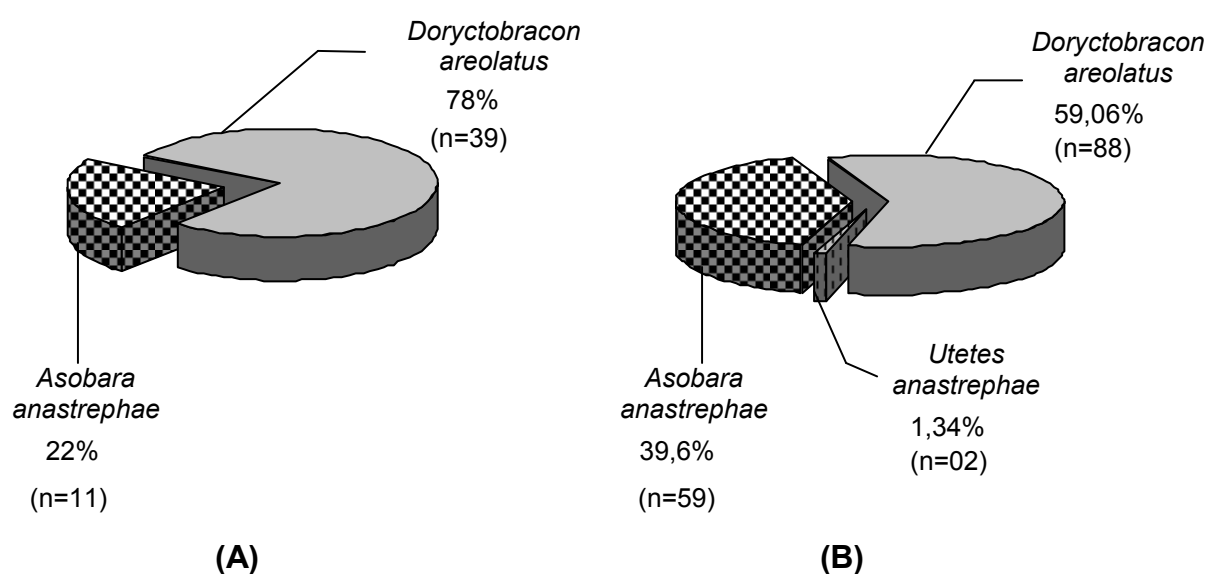 Doryctobracon
areolatus
78%
(n=39)
Asobara
anastrephae
22%
(n=11)
(A)
Doryctobracon
areolatus
59,06%
(n=88)
Asobara
anastrephae
39,6%
(n=59)
Utetes
anastrephae
1,34%
(n=02)
(B)